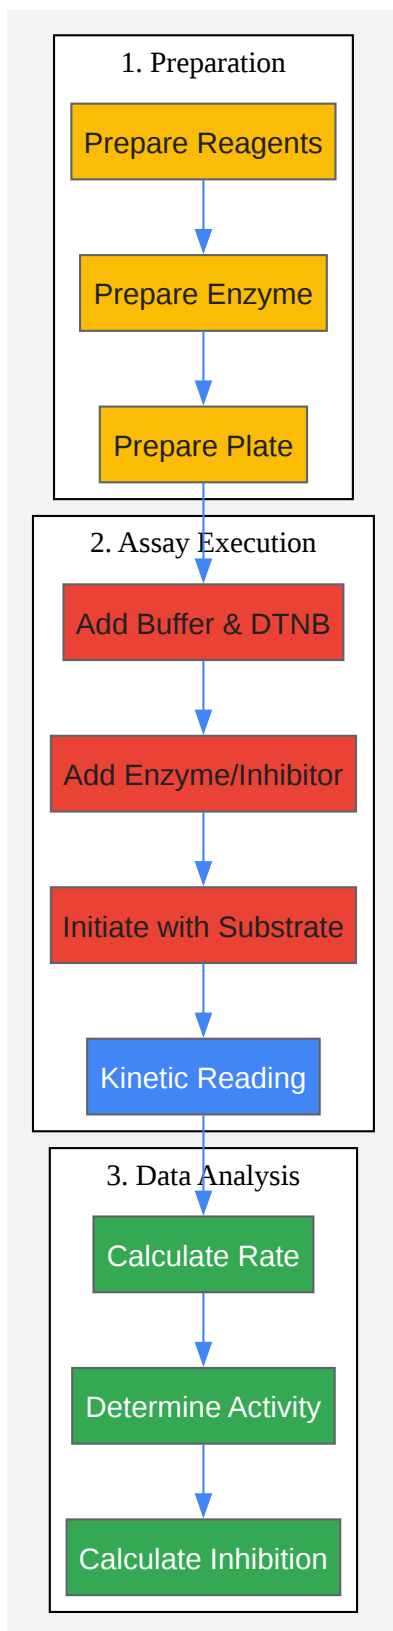 1. Preparation
Prepare Reagents
Prepare Enzyme
Prepare Plate
2. Assay Execution
Add Buffer & DTNB
Add Enzyme/Inhibitor
Initiate with Substrate
Kinetic Reading
3. Data Analysis
Calculate Rate
Determine Activity
Calculate Inhibition